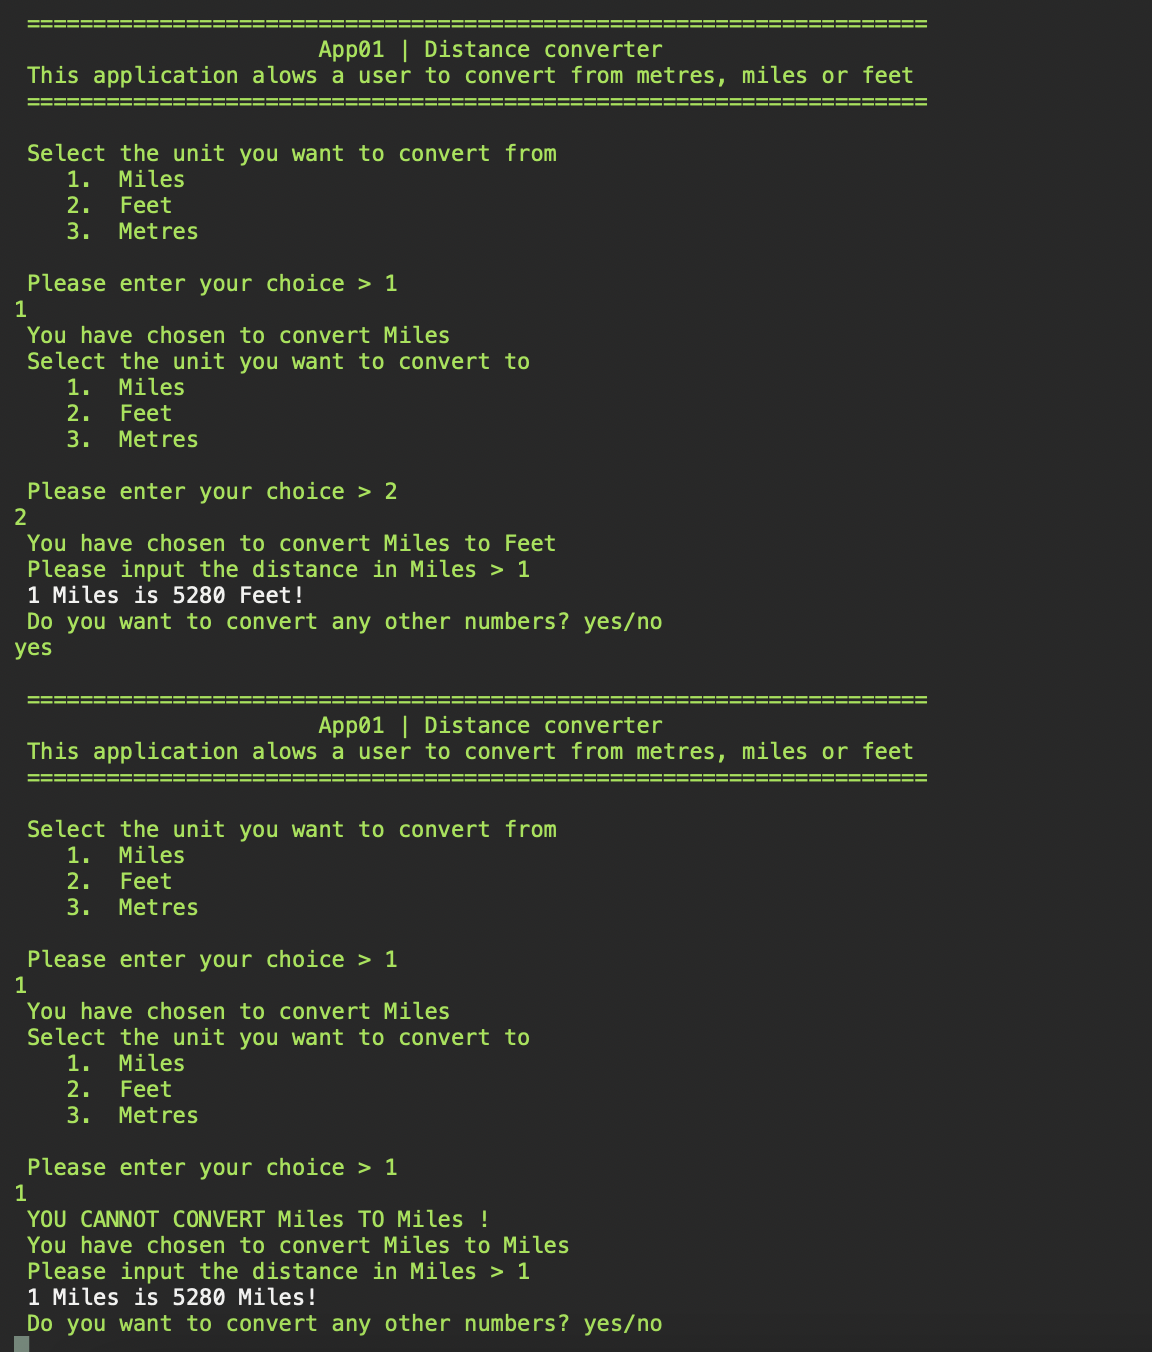 ====================================================================
App01 | Distance converter
This application alows a user to convert from metres, miles or feet
====================================================================
Select the unit you want to convert from
1. Miles
2. Feet
3. Metres
Please enter your choice > 1
1
You have chosen to convert Miles
Select the unit you want to convert to
1. Miles
2. Feet
3. Metres
Please enter your choice > 2
2
You have chosen to convert Miles to Feet
Please input the distance in Miles > 1
1 Miles is 5280 Feet!
Do you want to convert any other numbers? yes/no
yes
====================================================================
App01 | Distance converter
This application alows a user to convert from metres, miles or feet
====================================================================
Select the unit you want to convert from
1. Miles
2. Feet
3. Metres
Please enter your choice > 1
1
You have chosen to convert Miles
Select the unit you want to convert to
1. Miles
2. Feet
3. Metres
Please enter your choice > 1
1
YOU CANNOT CONVERT Miles TO Miles !
You have chosen to convert Miles to Miles
Please input the distance in Miles > 1
1 Miles is 5280 Miles!
Do you want to convert any other numbers? yes/no